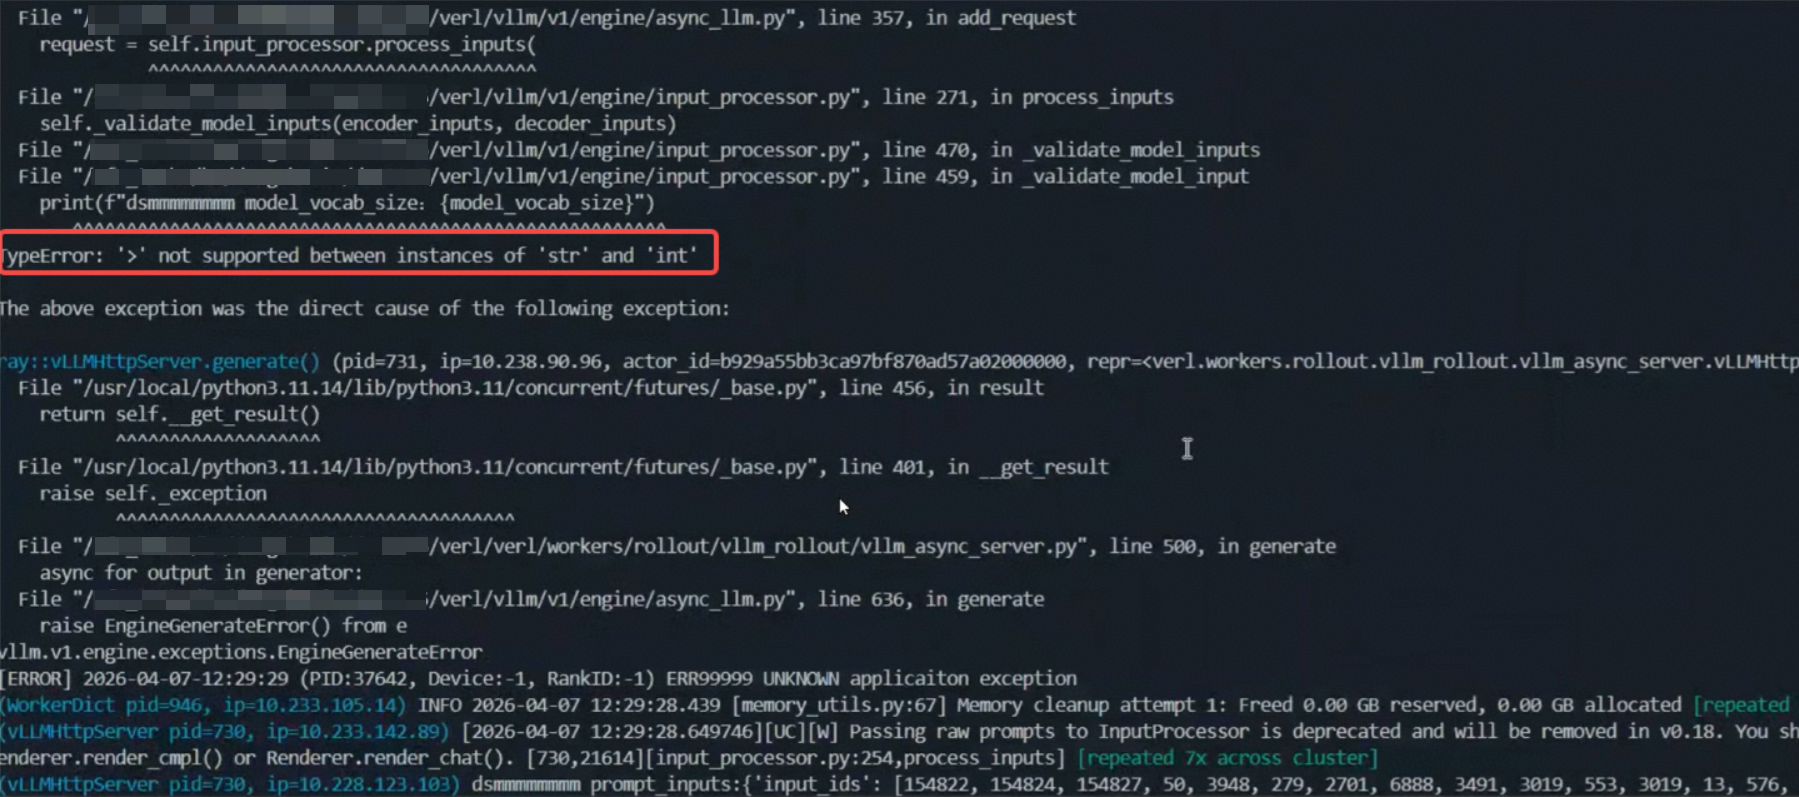 File "/ /verl/vllm/v1/engine/async_llm.py", line 357, in add_request
request = self.input_processor.process_inputs(
^^^^^^^^^^^^^^^^^^^^^^^^^^^^^^^^^^^^
File "/ /verl/vllm/v1/engine/input_processor.py", line 271, in process_inputs
self._validate_model_inputs(encoder_inputs, decoder_inputs)
File "/ /verl/vllm/v1/engine/input_processor.py", line 470, in _validate_model_inputs
File "/ /verl/vllm/v1/engine/input_processor.py", line 459, in _validate_model_input
print(f"dsmmmmmmmmm model_vocab_size: {model_vocab_size}")
^^^^^^^^^^^^^^^^^^^^^^^^^^^^^^^^^^^^^^^^^^^^^^^^^^^^^^^
TypeError: '>' not supported between instances of 'str' and 'int'
The above exception was the direct cause of the following exception:
ray::vLLMHttpServer.generate() (pid=731, ip=10.238.90.96, actor_id=b929a55bb3ca97bf870ad57a02000000, repr=<verl.workers.rollout.vllm_rollout.vllm_async_server.vLLMHttp
File "/usr/local/python3.11.14/lib/python3.11/concurrent/futures/_base.py", line 456, in result
return self.__get_result()
^^^^^^^^^^^^^^^^^^^
File "/usr/local/python3.11.14/lib/python3.11/concurrent/futures/_base.py", line 401, in __get_result
raise self._exception
^^^^^^^^^^^^^^^^^^^^^^^^^^^^^^^^^^^^^
File "/ /verl/verl/workers/rollout/vllm_rollout/vllm_async_server.py", line 500, in generate
async for output in generator:
File "/ /verl/vllm/v1/engine/async_llm.py", line 636, in generate
raise EngineGenerateError() from e
vllm.v1.engine.exceptions.EngineGenerateError
[ERROR] 2026-04-07-12:29:29 (PID:37642, Device:-1, RankID:-1) ERR99999 UNKNOWN applicaiton exception
(WorkerDict pid=946, ip=10.233.105.14) INFO 2026-04-07 12:29:28.439 [memory_utils.py:67] Memory cleanup attempt 1: Freed 0.00 GB reserved, 0.00 GB allocated [repeated
(vLLMHttpServer pid=730, ip=10.233.142.89) [2026-04-07 12:29:28.649746][UC][W] Passing raw prompts to InputProcessor is deprecated and will be removed in v0.18. You sh
enderer.render_cmpl() or Renderer.render_chat(). [730,21614][input_processor.py:254,process_inputs] [repeated 7x across cluster]
(vLLMHttpServer pid=730, ip=10.228.123.103) dsmmmmmmmmm prompt_inputs:{'input_ids': [154822, 154824, 154827, 50, 3948, 279, 2701, 6888, 3491, 3019, 553, 3019, 13, 576,